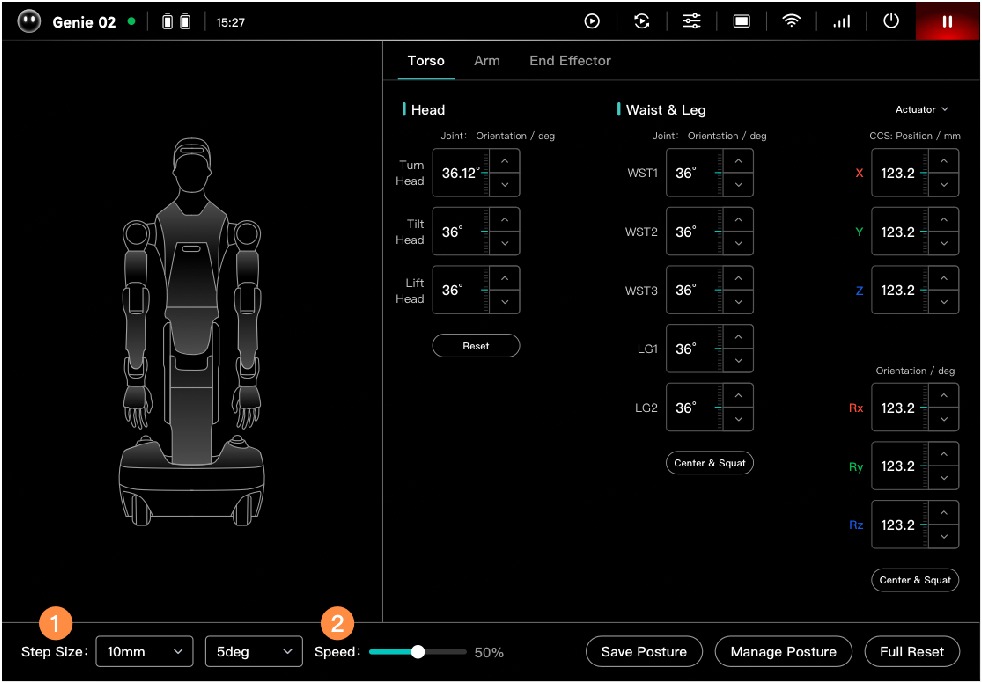 Genie 02
15:27
Torso Arm End Effector
Head
Joint: Orientation / deg
Turn Head 36.12°
Tilt Head 36°
Lift Head 36°
Reset
Waist & Leg
Joint: Orientation / deg
WST1 36°
WST2 36°
WST3 36°
LG1 36°
LG2 36°
Center & Squat
Actuator
CCS: Position / mm
X 123.2
Y 123.2
Z 123.2
Orientation / deg
Rx 123.2
Ry 123.2
Rz 123.2
Center & Squat
1
2
Step Size: 10mm 5deg Speed: 50% Save Posture Manage Posture Full Reset